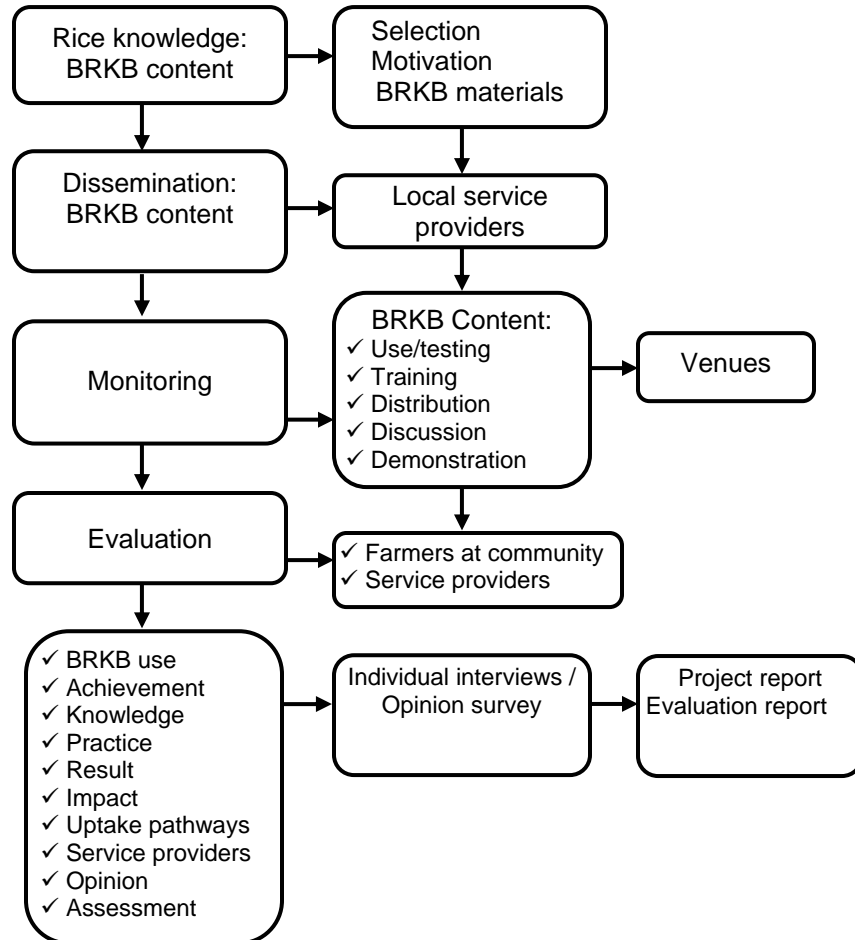 Rice knowledge:
BRKB content
Selection
Motivation
BRKB materials
Dissemination:
BRKB content
Local service
providers
Monitoring
BRKB Content:
✓ Use/testing
✓ Training
✓ Distribution
✓ Discussion
✓ Demonstration
Venues
Evaluation
✓ Farmers at community
✓ Service providers
✓ BRKB use
✓ Achievement
✓ Knowledge
✓ Practice
✓ Result
✓ Impact
✓ Uptake pathways
✓ Service providers
✓ Opinion
✓ Assessment
Individual interviews /
Opinion survey
Project report
Evaluation report